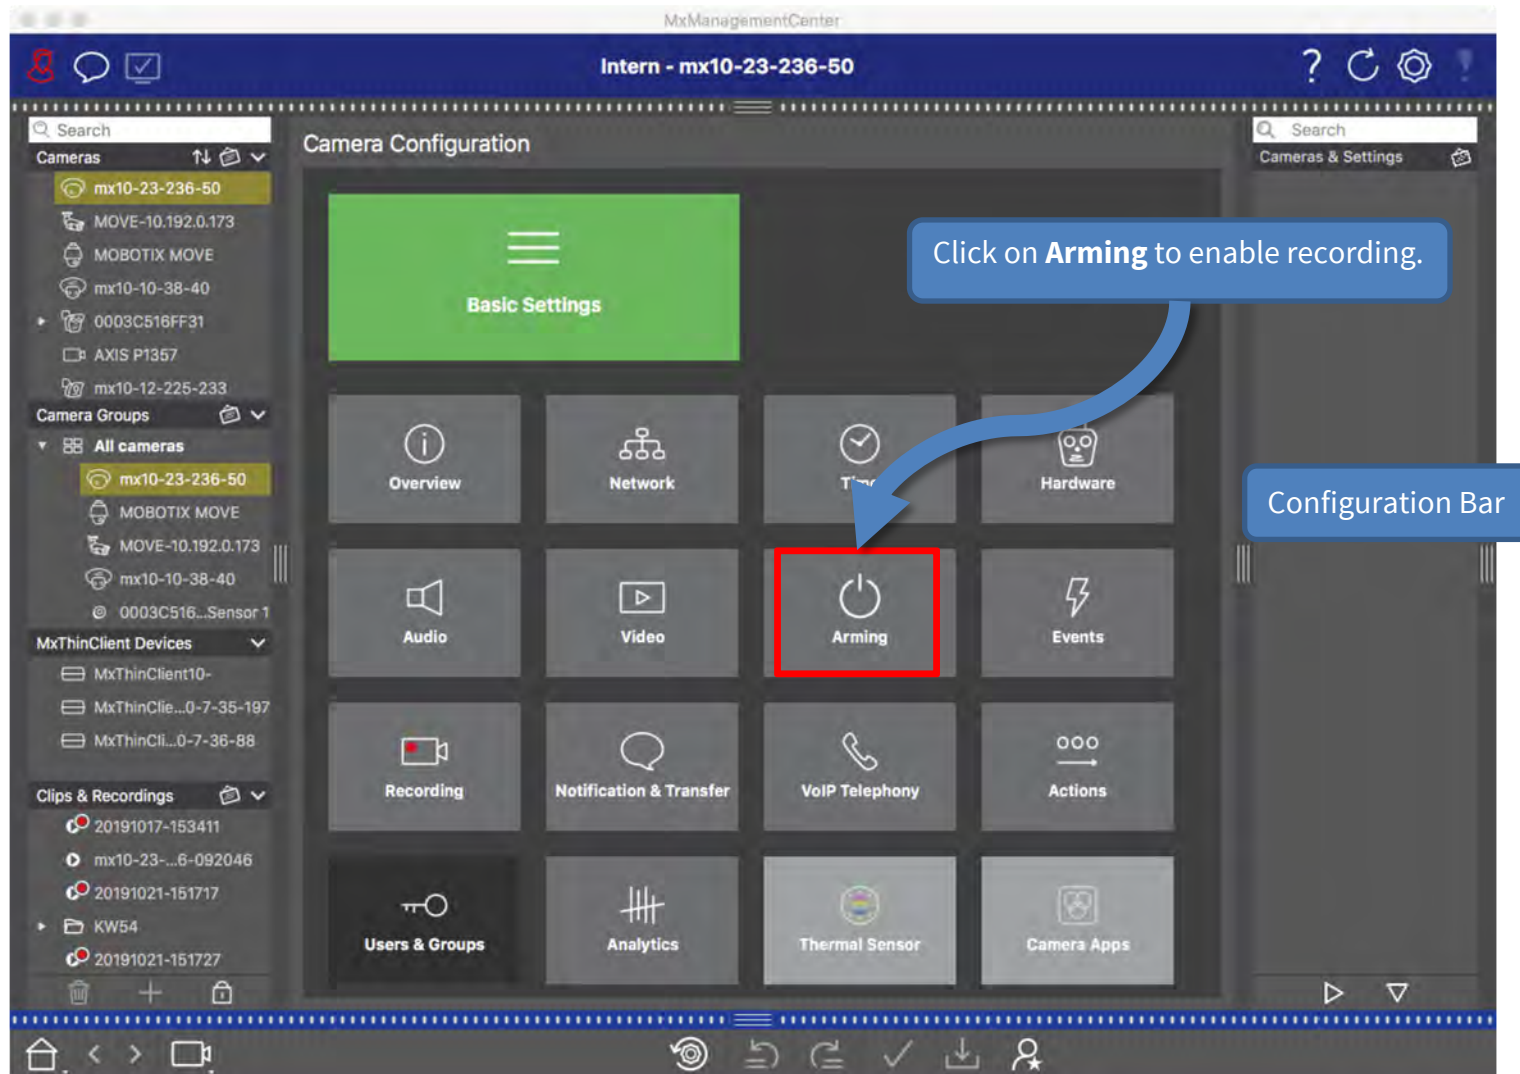 MxManagementCenter
Intern - mx10-23-236-50
?
Search
Cameras
mx10-23-236-50
MOVE-10.192.0.173
MOBOTIX MOVE
mx10-10-38-40
0003C516FF31
AXIS P1357
mx10-12-225-233
Camera Groups
All cameras
mx10-23-236-50
MOBOTIX MOVE
MOVE-10.192.0.173
mx10-10-38-40
0003C516...Sensor 1
MxThinClient Devices
MxThinClient10-
MxThinClie...0-7-35-197
MxThinCli...0-7-36-88
Clips & Recordings
20191017-153411
mx10-23-...6-092046
20191021-151717
KW54
20191021-151727
Camera Configuration
Basic Settings
Click on Arming to enable recording.
Overview
Network
Time
Hardware
Audio
Video
Arming
Events
Recording
Notification & Transfer
VoIP Telephony
Actions
Users & Groups
Analytics
Thermal Sensor
Camera Apps
Search
Cameras & Settings
Configuration Bar